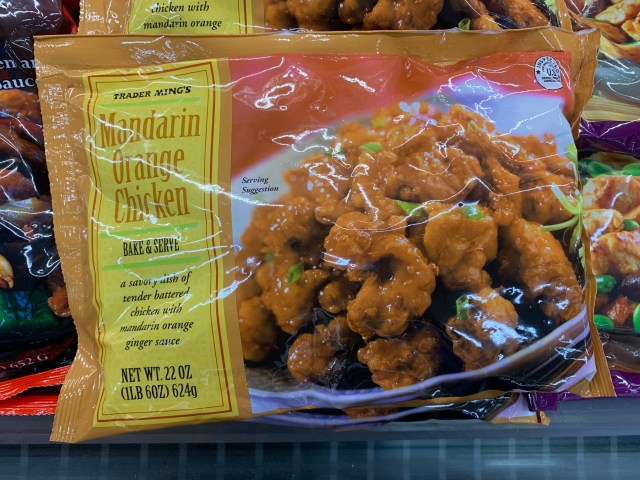 chicken with
mandarin orange
TRADER MING'S
Mandarin
Orange
Chicken
BAKE & SERVE
a savory dish of
tender battered
chicken with
mandarin orange
ginger sauce
NET WT. 22 OZ
(1LB 6OZ) 624g
Serving
Suggestion
652 G